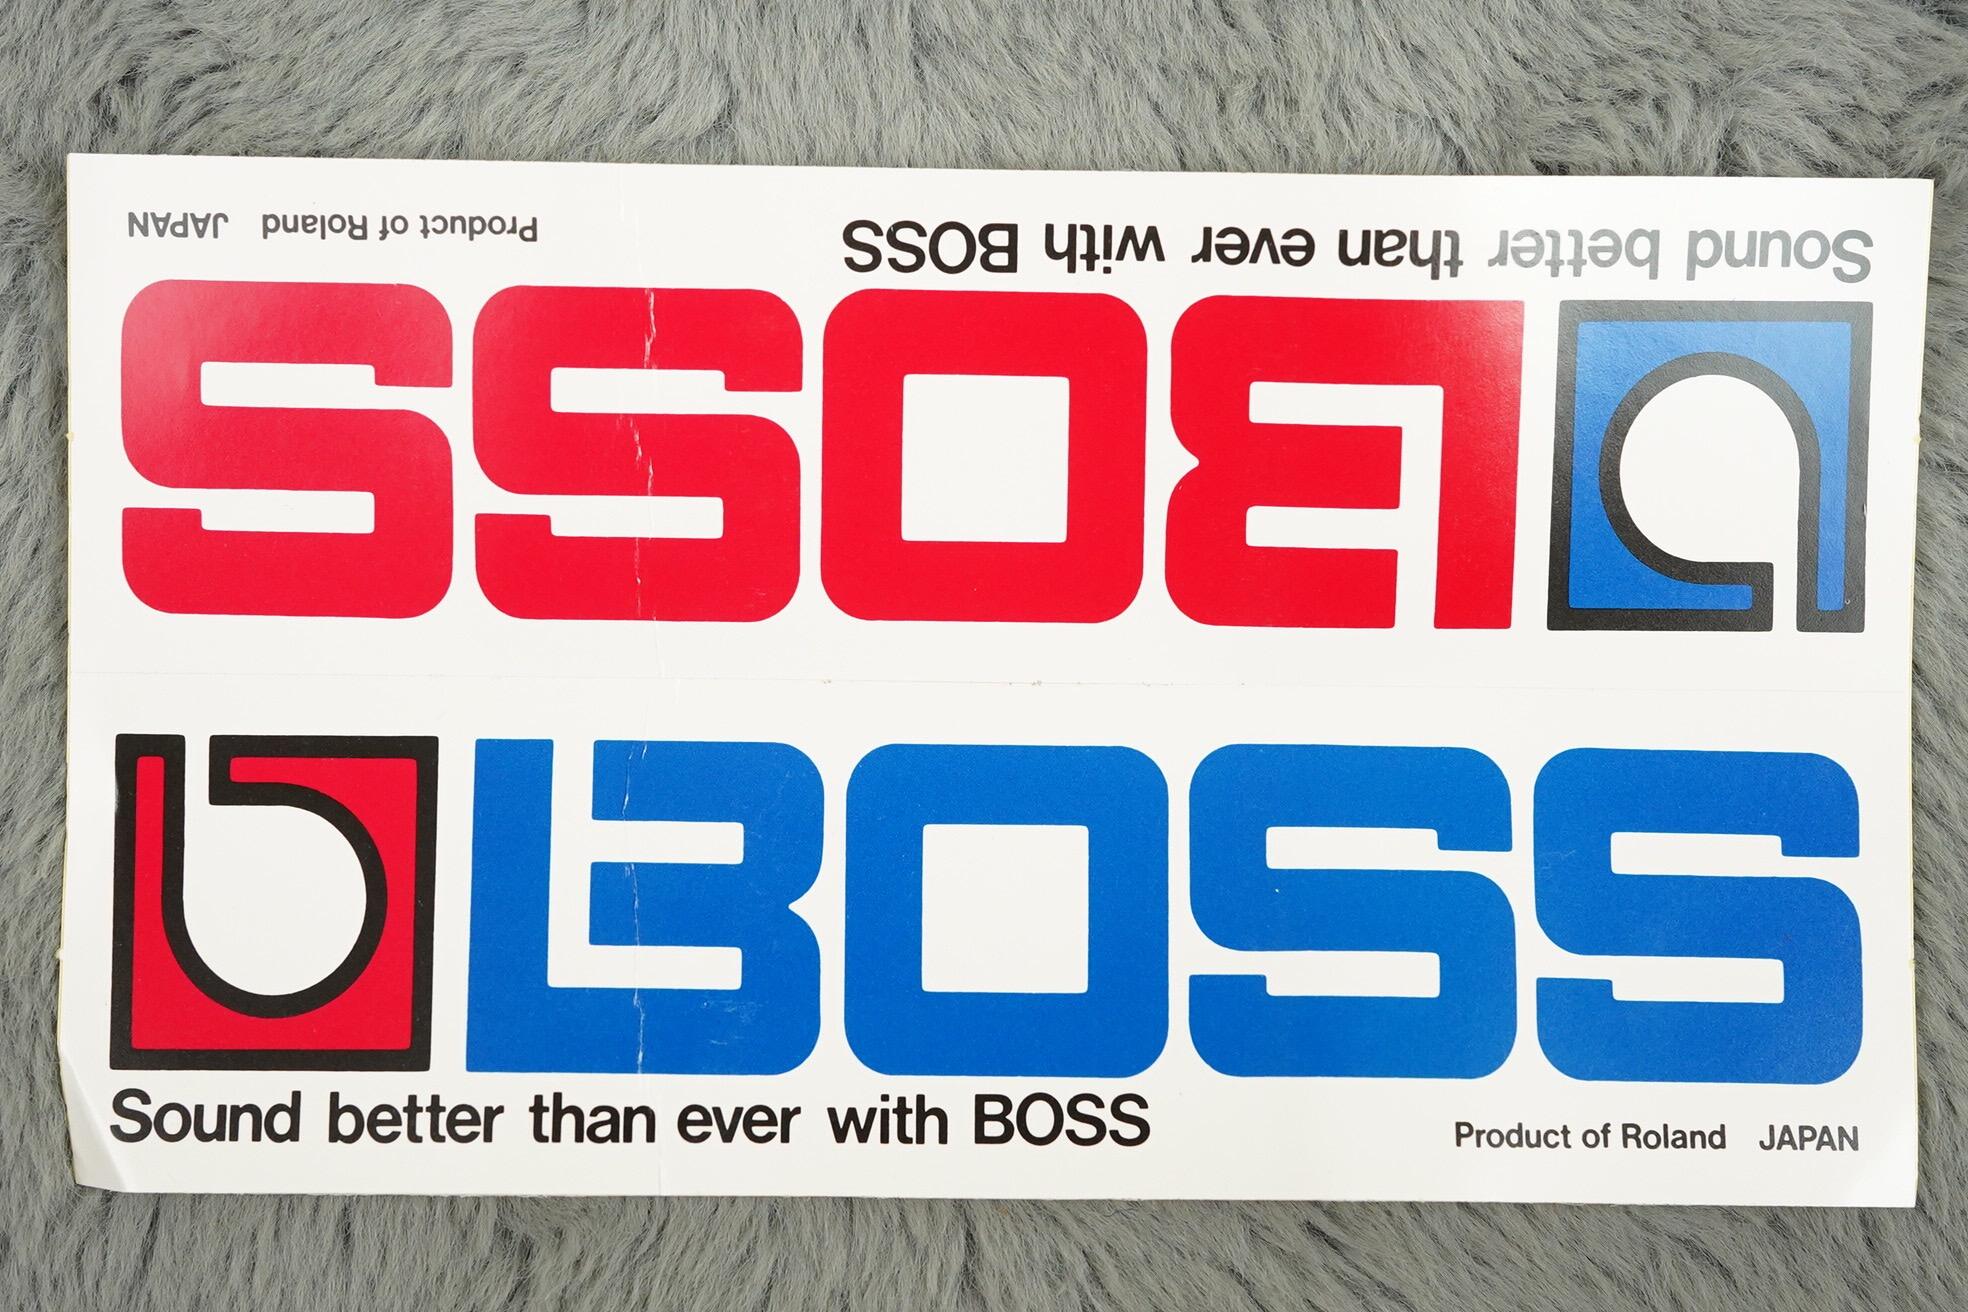 Sound better than ever with BOSS
Product of Roland JAPAN
BOSS
BOSS
Sound better than ever with BOSS
Product of Roland JAPAN